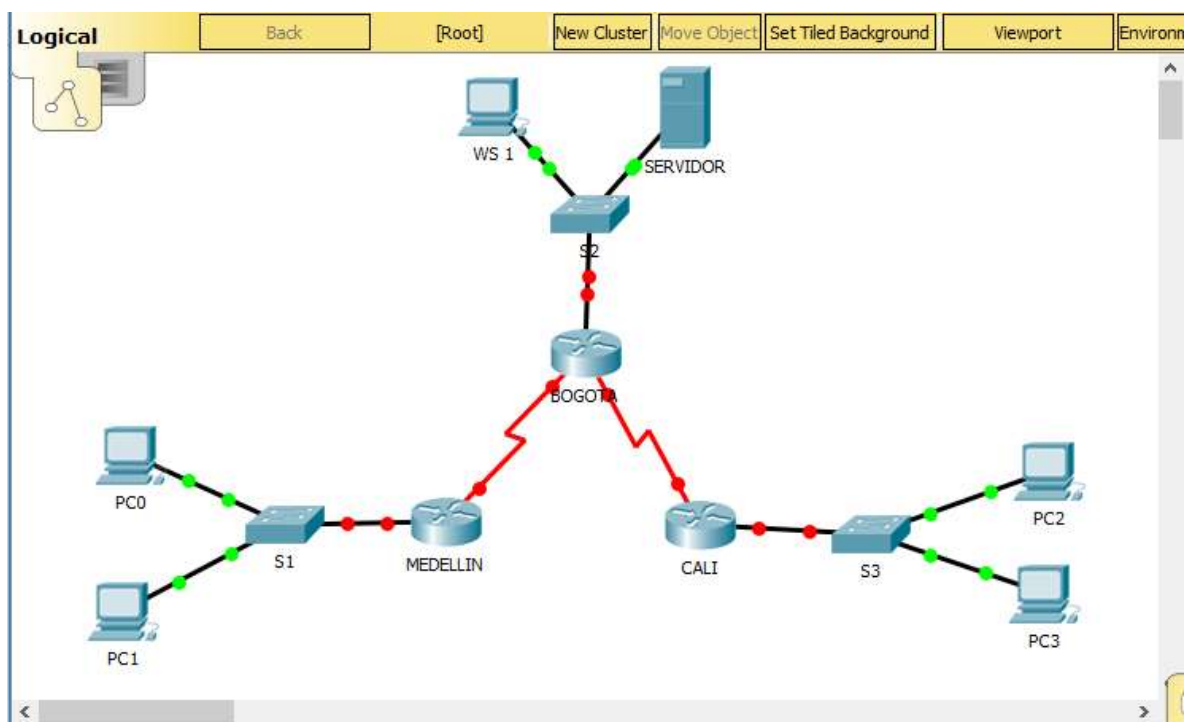 Logical
Back
[Root]
New Cluster
Move Object
Set Tiled Background
Viewport
Environm
WS 1
SERVIDOR
S2
BOGOTA
PC0
S1
MEDELLIN
PC1
CALI
S3
PC2
PC3